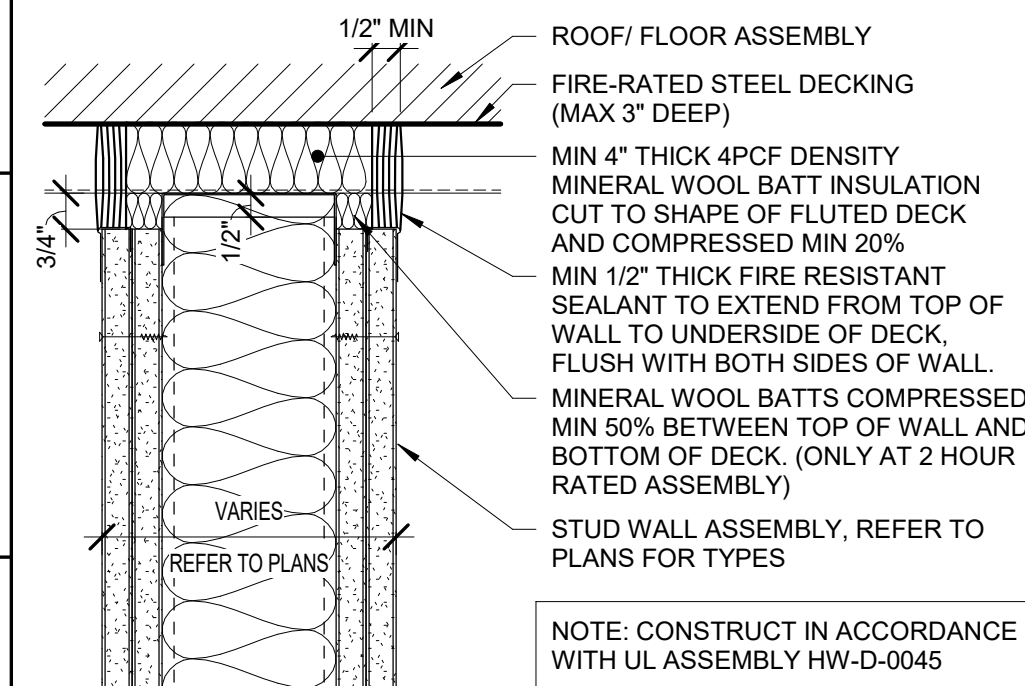 1/2" MIN
ROOF/ FLOOR ASSEMBLY
FIRE-RATED STEEL DECKING
(MAX 3" DEEP)
MIN 4" THICK 4PCF DENSITY
MINERAL WOOL BATT INSULATION
CUT TO SHAPE OF FLUTED DECK
AND COMPRESSED MIN 20%
3/4"
1/2"
MIN 1/2" THICK FIRE RESISTANT
SEALANT TO EXTEND FROM TOP OF
WALL TO UNDERSIDE OF DECK,
FLUSH WITH BOTH SIDES OF WALL.
MINERAL WOOL BATTS COMPRESSED
MIN 50% BETWEEN TOP OF WALL AND
BOTTOM OF DECK. (ONLY AT 2 HOUR
RATED ASSEMBLY)
VARIES
REFER TO PLANS
STUD WALL ASSEMBLY, REFER TO
PLANS FOR TYPES
NOTE: CONSTRUCT IN ACCORDANCE
WITH UL ASSEMBLY HW-D-0045